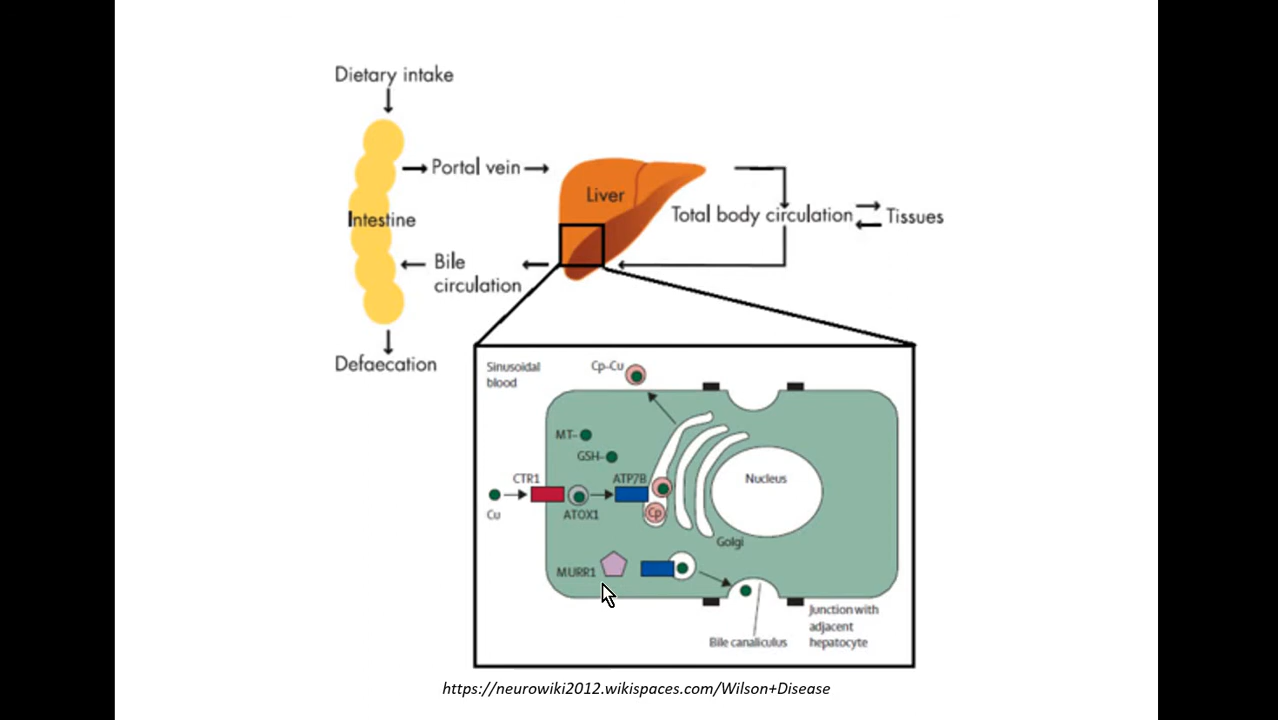 Dietary intake
Portal vein
Liver
Intestine
Total body circulation
Tissues
Bile
circulation
Defaecation
Sinusoidal
blood
Cp-Cu
MT-
GSH-
CTR1
ATP7B
Nucleus
Cu
ATOX1
Cp
Golgi
MURR1
Junction with
adjacent
hepatocyte
Bile canaliculus
https://neurowiki2012.wikispaces.com/Wilson+Disease